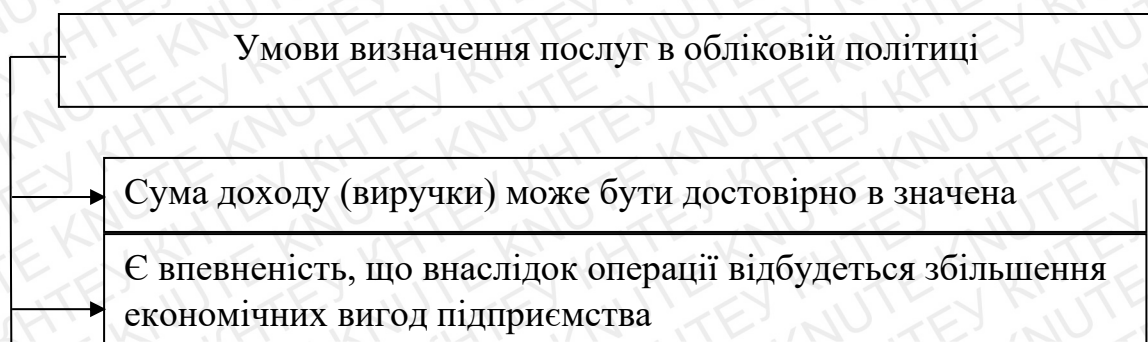 Умови визначення послуг в обліковій політиці
Сума доходу (виручки) може бути достовірно в значена
Є впевненість, що внаслідок операції відбудеться збільшення
економічних вигод підприємства